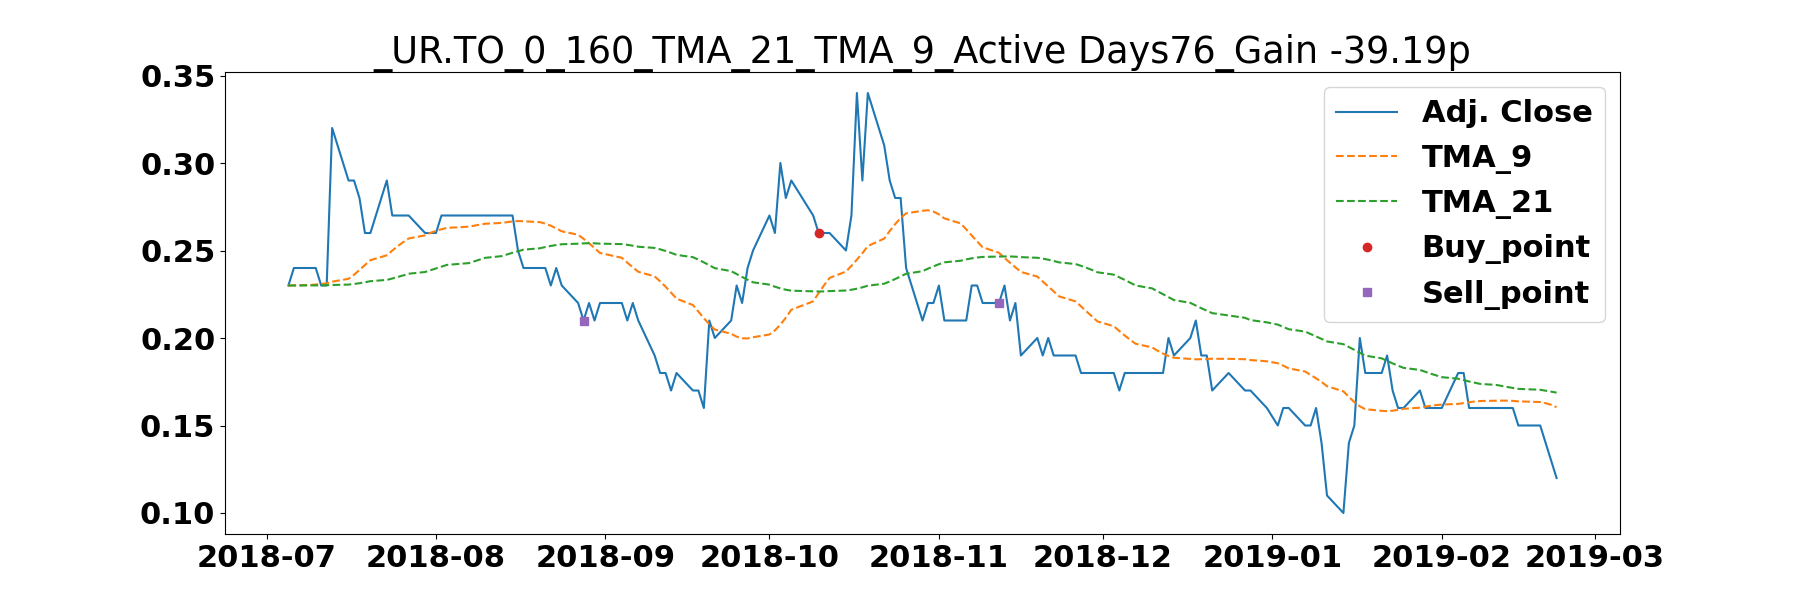 _UR.TO_0_160_TMA_21_TMA_9_Active Days76_Gain -39.19p
0.35
0.30
0.25
0.20
0.15
0.10
Adj. Close
TMA_9
TMA_21
Buy_point
Sell_point
2018-07 2018-08 2018-09 2018-10 2018-11 2018-12 2019-01 2019-02 2019-03